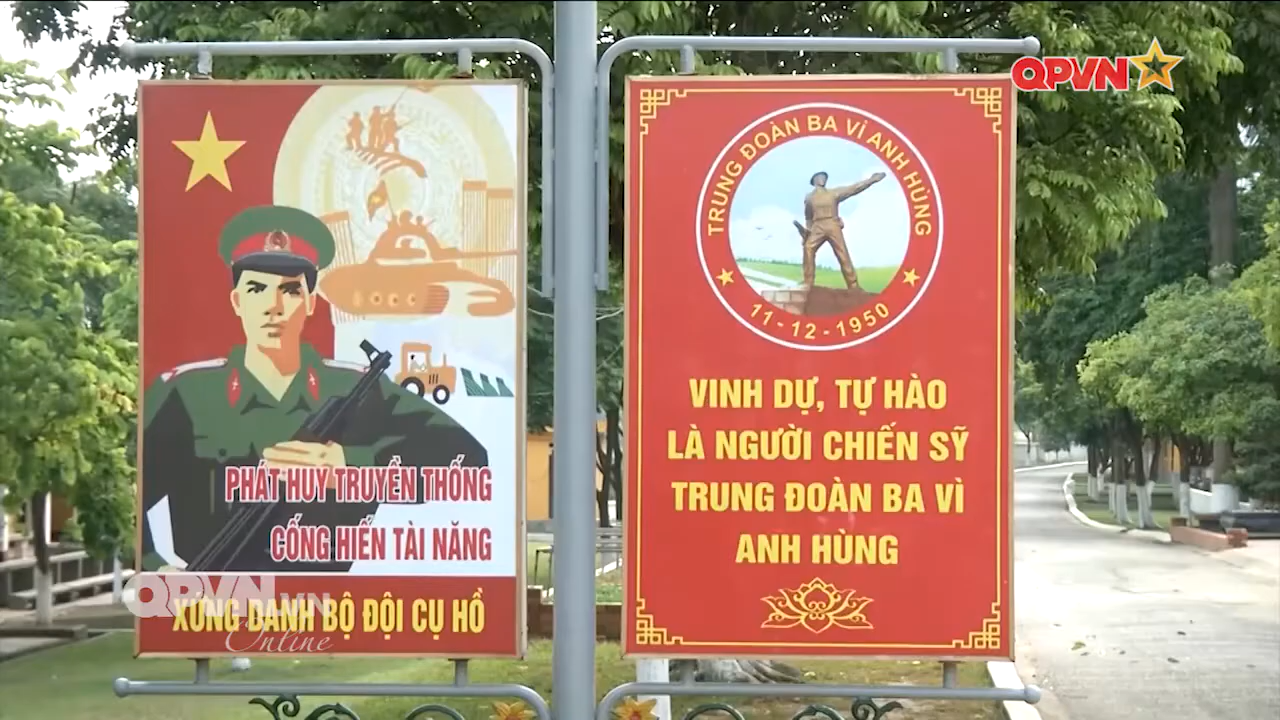 QPVN
PHÁT HUY TRUYỀN THỐNG
CỐNG HIẾN TÀI NĂNG
XỨNG DANH BỘ ĐỘI CỤ HỒ
TRUNG ĐOÀN BA VÌ ANH HÙNG
11-12-1950
VINH DỰ, TỰ HÀO
LÀ NGƯỜI CHIẾN SỸ
TRUNG ĐOÀN BA VÌ
ANH HÙNG
QPVN.VN
Online